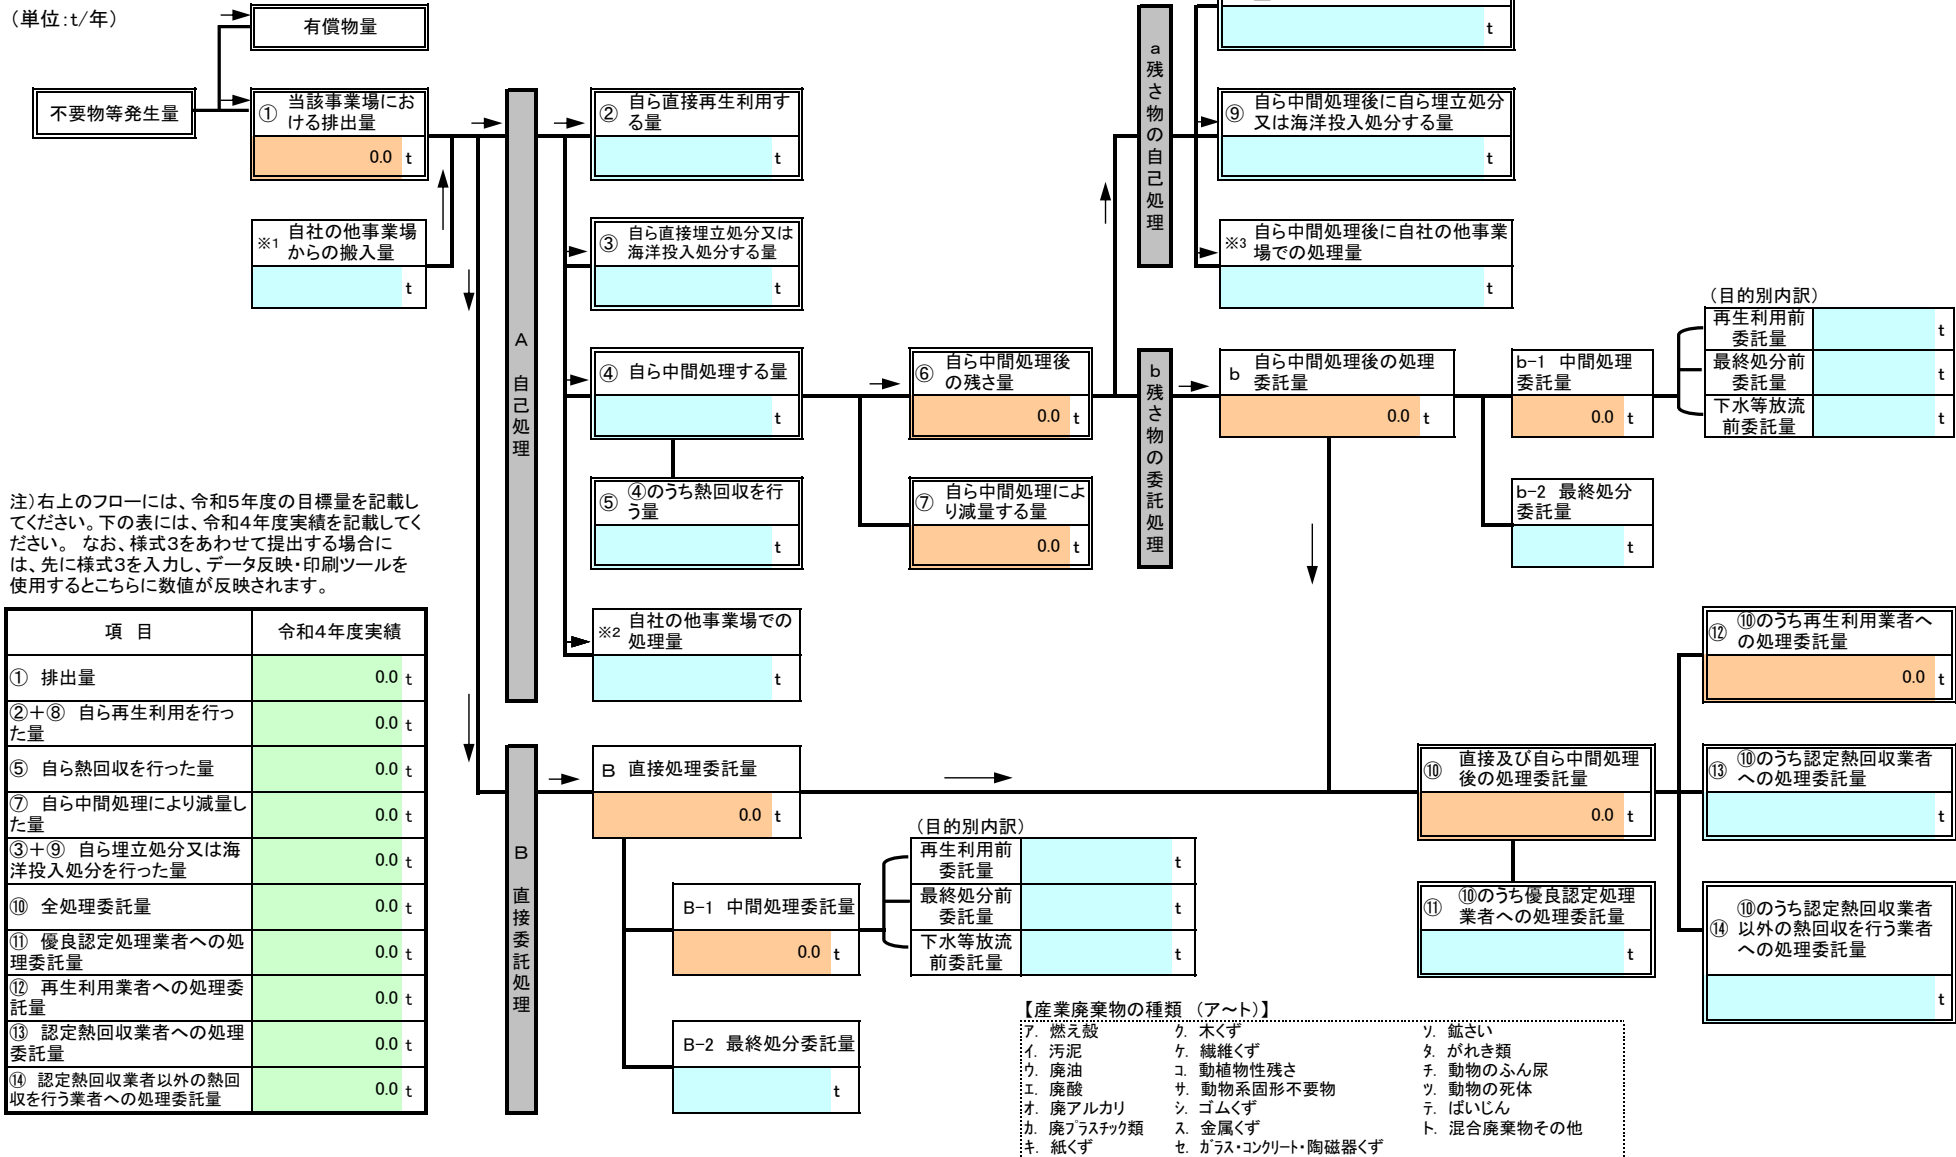 （単位：t/年）
有償物量
不要物等発生量
① 当該事業場にお
ける排出量
0.0 t
※1 自社の他事業場
からの搬入量
t
A 自己処理
② 自ら直接再生利用す
る量
t
③ 自ら直接埋立処分又は
海洋投入処分する量
t
④ 自ら中間処理する量
t
⑤ ④のうち熱回収を行
う量
t
※2 自社の他事業場での
処理量
t
⑥ 自ら中間処理後
の残さ量
0.0 t
⑦ 自ら中間処理によ
り減量する量
0.0 t
a 残さ物の自己処理
t
⑨ 自ら中間処理後に自ら埋立処分
又は海洋投入処分する量
t
※3 自ら中間処理後に自社の他事業
場での処理量
t
b 残さ物の委託処理
b 自ら中間処理後の処理
委託量
0.0 t
b-1 中間処理
委託量
0.0 t
b-2 最終処分
委託量
t
（目的別内訳）
再生利用前
委託量
t
最終処分前
委託量
t
下水等放流
前委託量
t
注）右上のフローには、令和５年度の目標量を記載し
てください。下の表には、令和４年度実績を記載してく
ださい。 なお、様式３をあわせて提出する場合に
は、先に様式３を入力し、データ反映・印刷ツールを
使用するとこちらに数値が反映されます。
項 目 令和４年度実績
① 排出量 0.0 t
②＋⑧ 自ら再生利用を行っ
た量 0.0 t
⑤ 自ら熱回収を行った量 0.0 t
⑦ 自ら中間処理により減量し
た量 0.0 t
③＋⑨ 自ら埋立処分又は海
洋投入処分を行った量 0.0 t
⑩ 全処理委託量 0.0 t
⑪ 優良認定処理業者への処
理委託量 0.0 t
⑫ 再生利用業者への処理委
託量 0.0 t
⑬ 認定熱回収業者への処理
委託量 0.0 t
⑭ 認定熱回収業者以外の熱回
収を行う業者への処理委託量 0.0 t
B 直接委託処理
B 直接処理委託量
0.0 t
B-1 中間処理委託量
0.0 t
B-2 最終処分委託量
t
（目的別内訳）
再生利用前
委託量
t
最終処分前
委託量
t
下水等放流
前委託量
t
⑩ 直接及び自ら中間処理
後の処理委託量
0.0 t
⑪ ⑩のうち優良認定処理
業者への処理委託量
t
⑫ ⑩のうち再生利用業者へ
の処理委託量
0.0 t
⑬ ⑩のうち認定熱回収業者
への処理委託量
t
⑭ ⑩のうち認定熱回収業者
以外の熱回収を行う業者
への処理委託量
t
【産業廃棄物の種類 （ア～ト）】
ア. 燃え殻 ク. 木くず ソ. 鉱さい
イ. 汚泥 ケ. 繊維くず タ. がれき類
ウ. 廃油 コ. 動植物性残さ チ. 動物のふん尿
エ. 廃酸 サ. 動物系固形不要物 ツ. 動物の死体
オ. 廃アルカリ シ. ゴムくず テ. ばいじん
カ. 廃プラスチック類 ス. 金属くず ト. 混合廃棄物その他
キ. 紙くず セ. ガラス・コンクリート・陶磁器くず